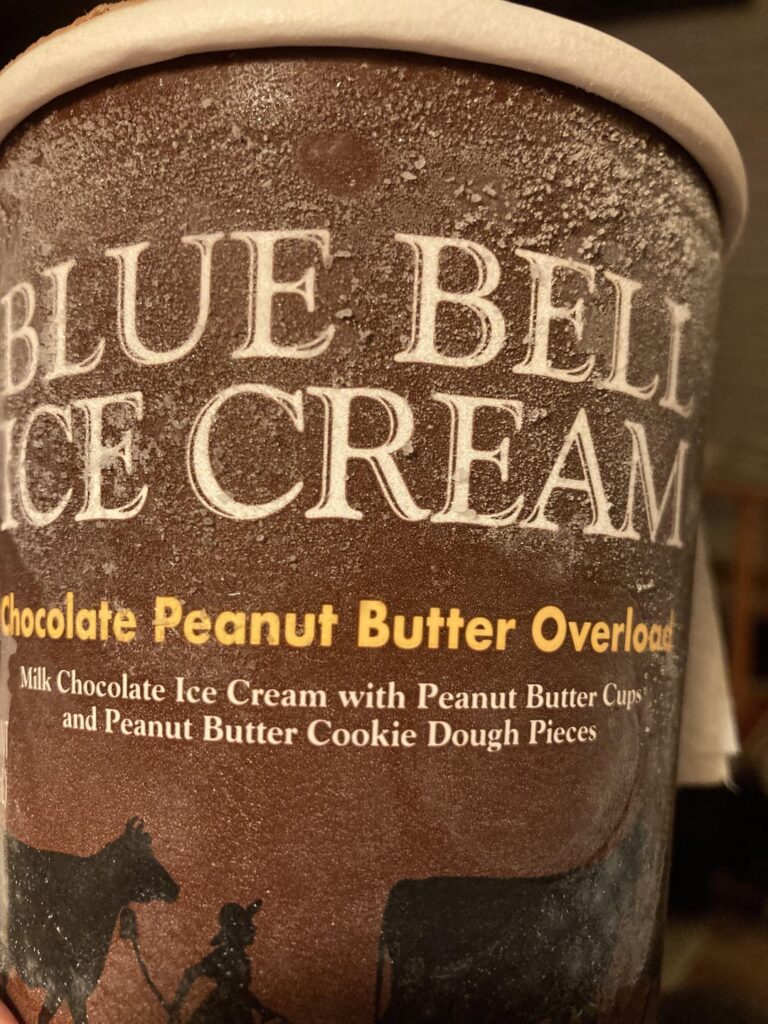 BLUE BELL
ICE CREAM
Chocolate Peanut Butter Overload
Milk Chocolate Ice Cream with Peanut Butter Cups
and Peanut Butter Cookie Dough Pieces